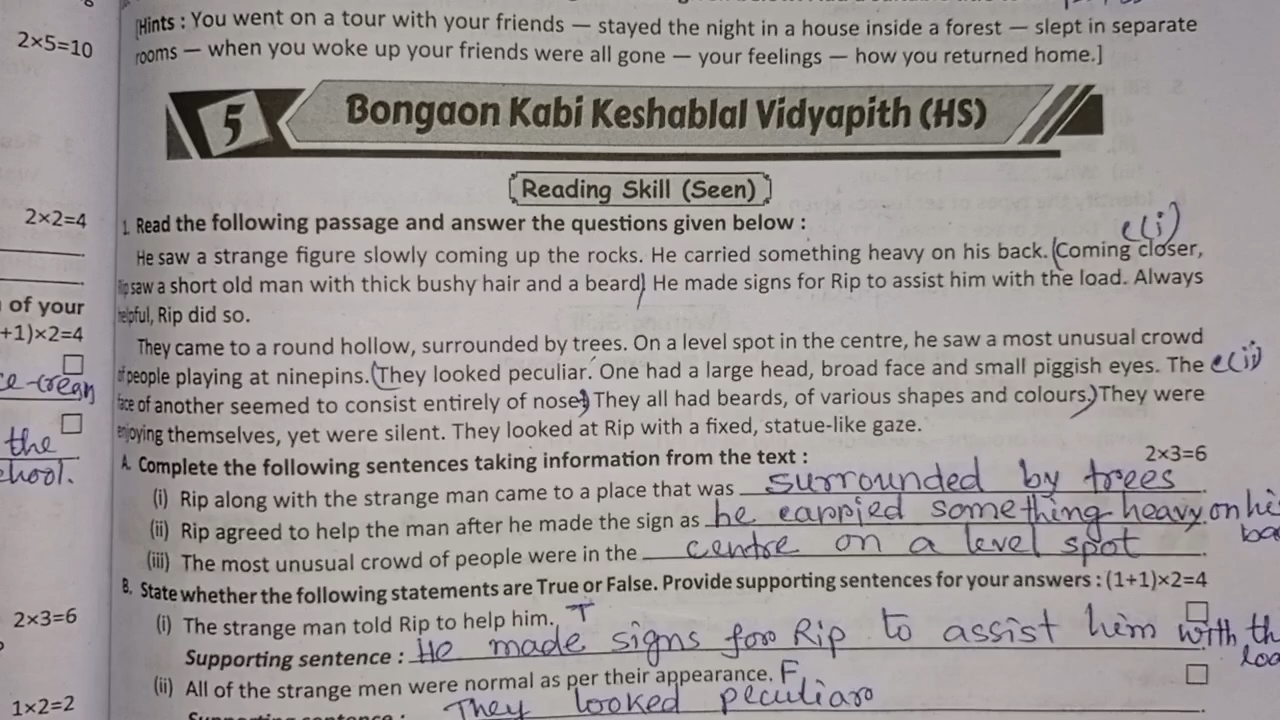 [Hints : You went on a tour with your friends — stayed the night in a house inside a forest — slept in separate
2×5=10
rooms — when you woke up your friends were all gone — your feelings — how you returned home.]
5 Bongaon Kabi Keshablal Vidyapith (HS)
Reading Skill (Seen)
2×2=4
1. Read the following passage and answer the questions given below :
e(i)
He saw a strange figure slowly coming up the rocks. He carried something heavy on his back. (Coming closer,
saw a short old man with thick bushy hair and a beard) He made signs for Rip to assist him with the load. Always
of your
helpful, Rip did so.
+1)×2=4
They came to a round hollow, surrounded by trees. On a level spot in the centre, he saw a most unusual crowd
of people playing at ninepins. (They looked peculiar. One had a large head, broad face and small piggish eyes. The e(ii)
ce-cream
face of another seemed to consist entirely of nose) They all had beards, of various shapes and colours.) They were
enjoying themselves, yet were silent. They looked at Rip with a fixed, statue-like gaze.
the
chool.
A. Complete the following sentences taking information from the text : 2×3=6
(i) Rip along with the strange man came to a place that was surrounded by trees
(ii) Rip agreed to help the man after he made the sign as he carried something heavy on hi
ba
(iii) The most unusual crowd of people were in the centre on a level spot
B. State whether the following statements are True or False. Provide supporting sentences for your answers : (1+1)×2=4
2×3=6
(i) The strange man told Rip to help him. T
Supporting sentence : He made signs for Rip to assist him with th
loa
(ii) All of the strange men were normal as per their appearance. F
1×2=2
They looked peculiar